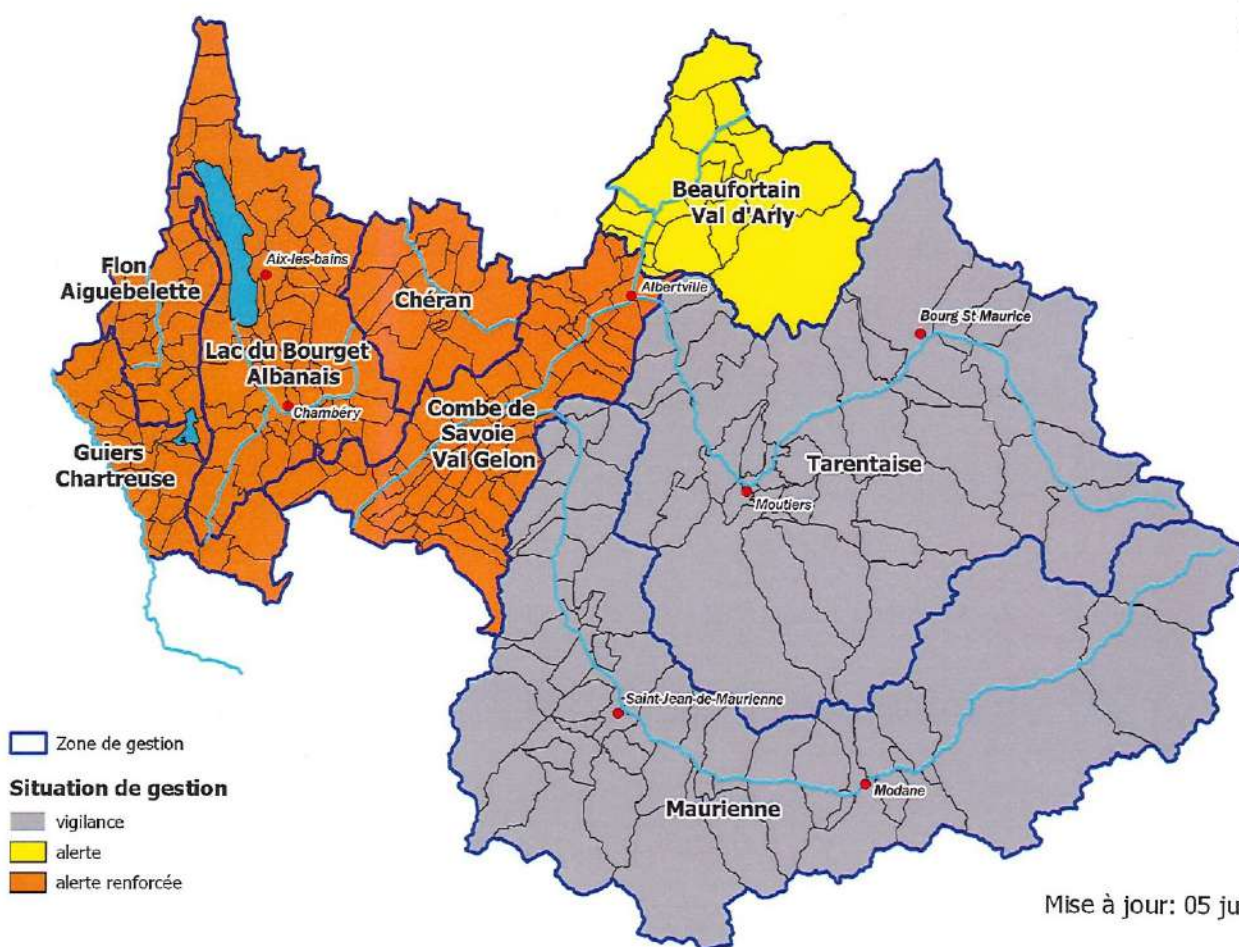 Beaufortain
Val d'Arly
Flon
Aiguebelette
Aix-les-bains
Chéran
Albertville
Bourg St Maurice
Lac du Bourget
Albanais
Chambéry
Combe de
Savoie
Val Gelon
Guiers
Chartreuse
Tarentaise
Moutiers
Saint-Jean-de-Maurienne
Modane
Maurienne
Zone de gestion
Situation de gestion
vigilance
alerte
alerte renforcée
Mise à jour: 05